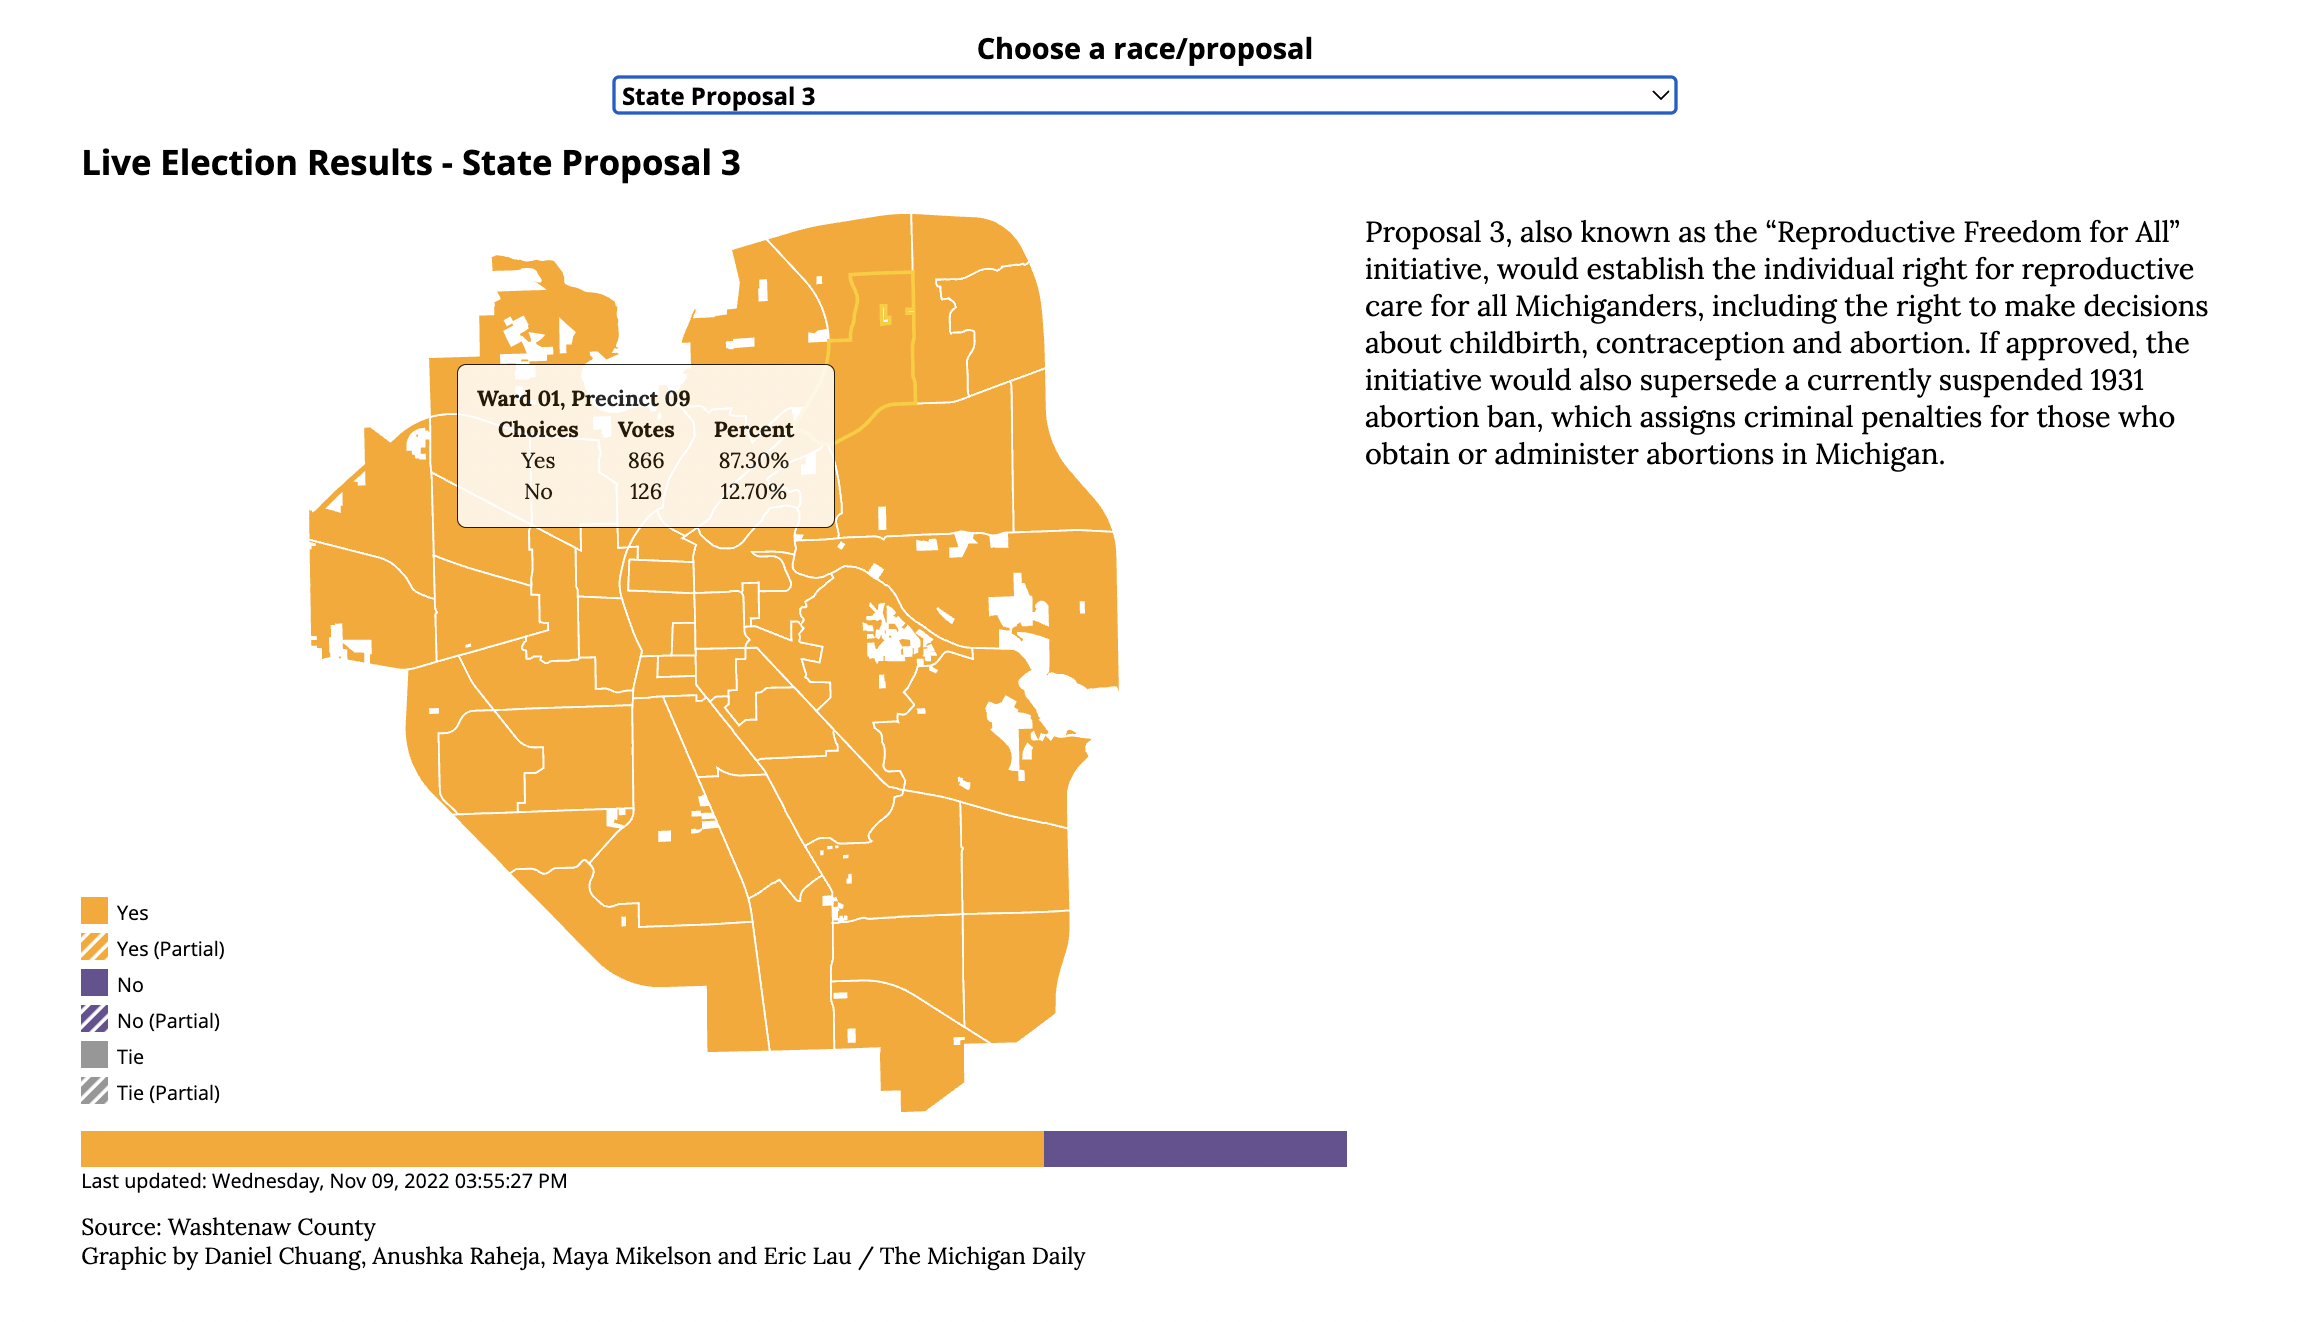 Choose a race/proposal
State Proposal 3
Live Election Results - State Proposal 3
Proposal 3, also known as the “Reproductive Freedom for All”
initiative, would establish the individual right for reproductive
care for all Michiganders, including the right to make decisions
about childbirth, contraception and abortion. If approved, the
initiative would also supersede a currently suspended 1931
abortion ban, which assigns criminal penalties for those who
obtain or administer abortions in Michigan.
Ward 01, Precinct 09
Choices Votes Percent
Yes 866 87.30%
No 126 12.70%
Yes
Yes (Partial)
No
No (Partial)
Tie
Tie (Partial)
Last updated: Wednesday, Nov 09, 2022 03:55:27 PM
Source: Washtenaw County
Graphic by Daniel Chuang, Anushka Raheja, Maya Mikelson and Eric Lau / The Michigan Daily